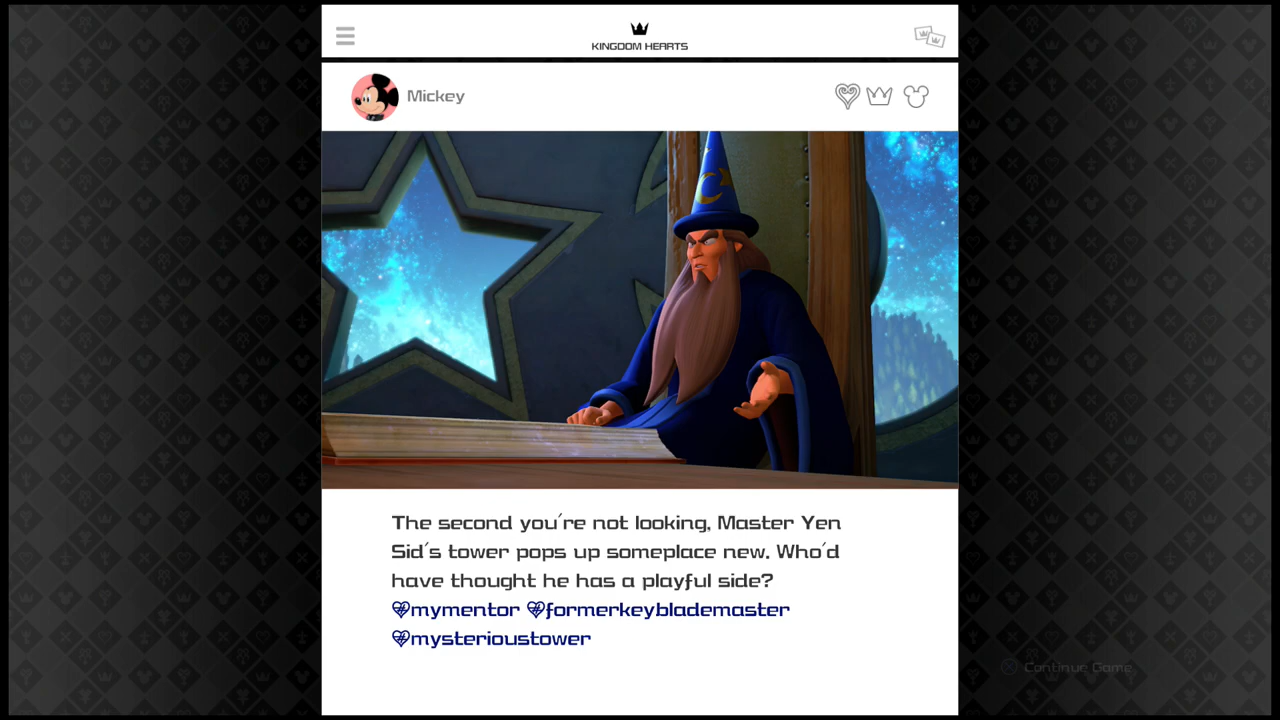 KINGDOM HEARTS
Mickey
The second you're not looking, Master Yen
Sid's tower pops up someplace new. Who'd
have thought he has a playful side?
mymentor formerkeyblademaster
mysterioustower
Continue Game